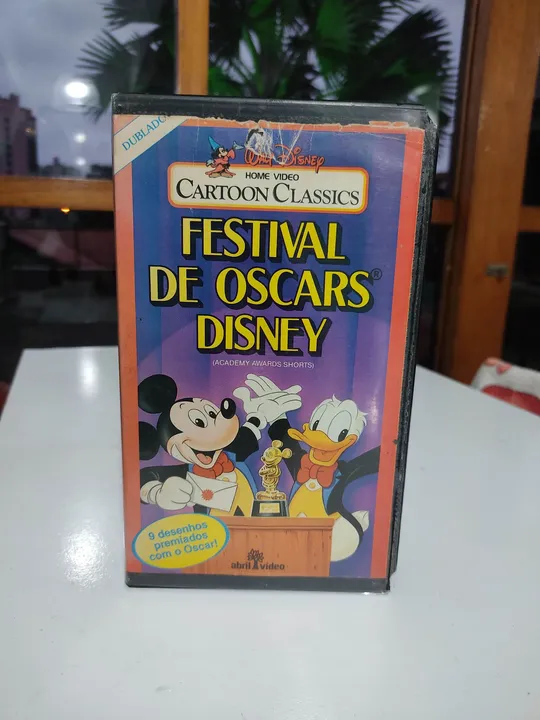 DUBLADO
WALT DISNEY
HOME VIDEO
CARTOON CLASSICS
FESTIVAL
DE OSCARS®
DISNEY
(ACADEMY AWARDS SHORTS)
9 desenhos
premiados
com o Oscar!
abril vídeo